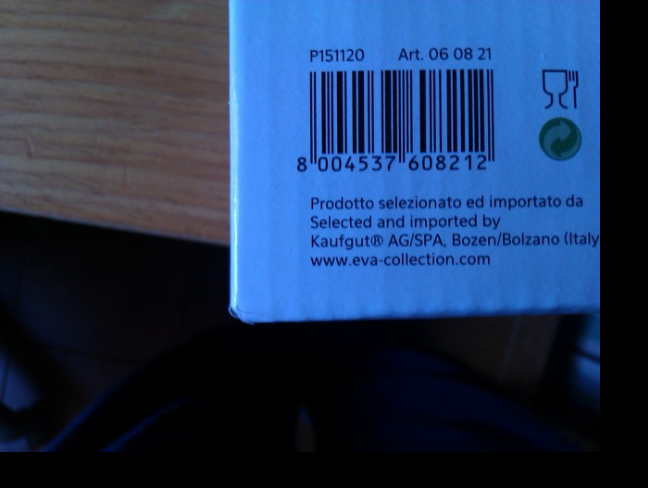 P151120 Art. 06 08 21
8 004537 608212
Prodotto selezionato ed importato da
Selected and imported by
Kaufgut® AG/SPA, Bozen/Bolzano (Italy
www.eva-collection.com